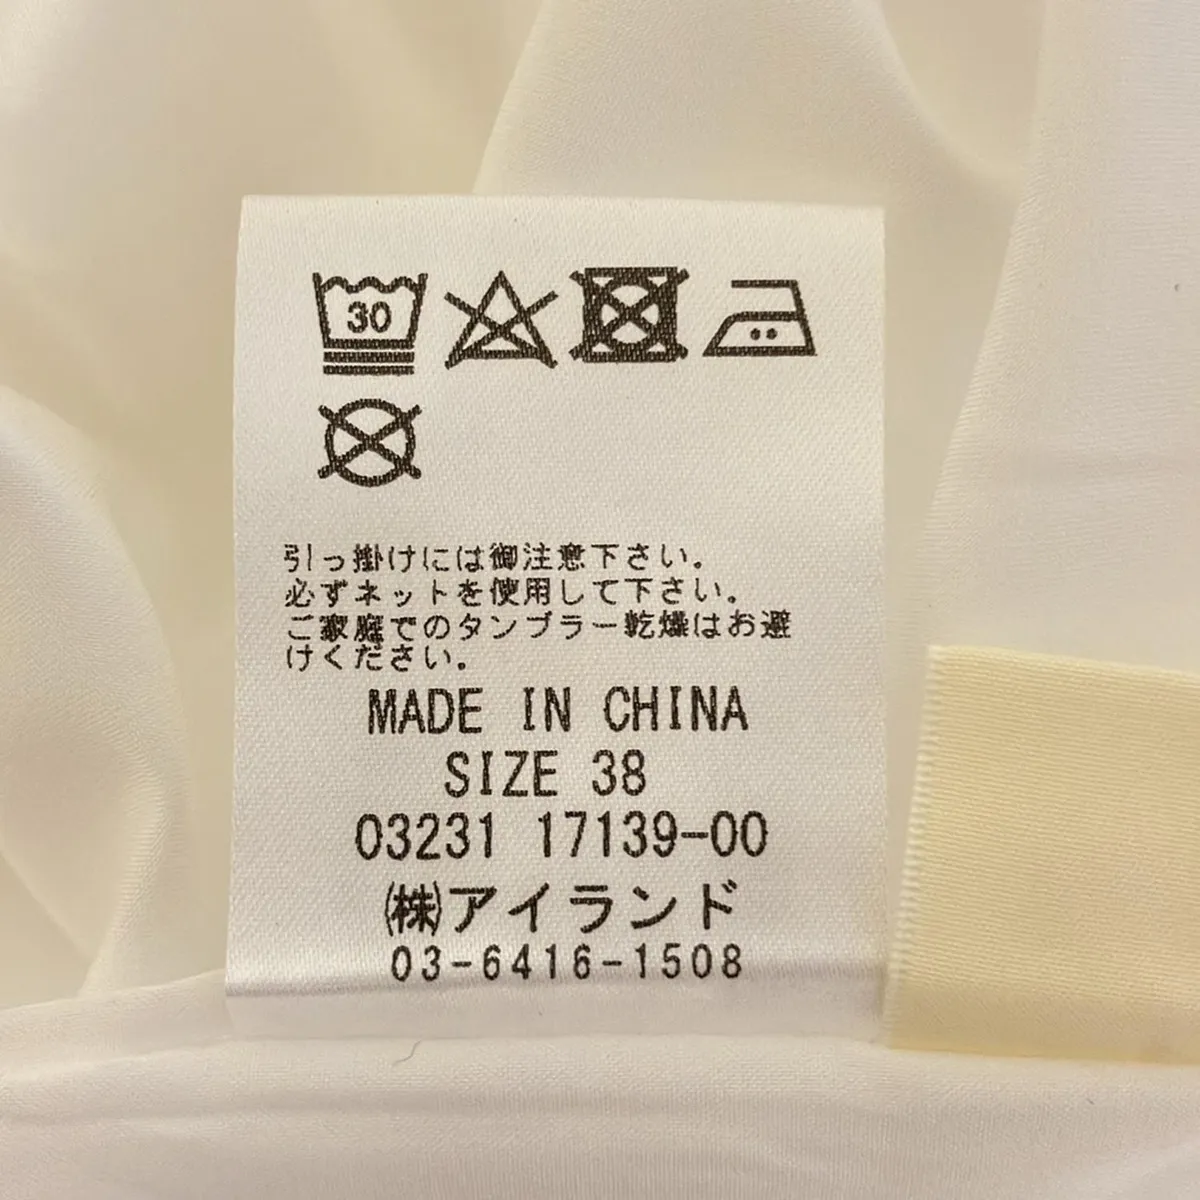 30
引っ掛けには御注意下さい。
必ずネットを使用して下さい。
ご家庭でのタンブラー乾燥はお避
けください。
MADE IN CHINA
SIZE 38
03231 17139-00
㈱アイランド
03-6416-1508